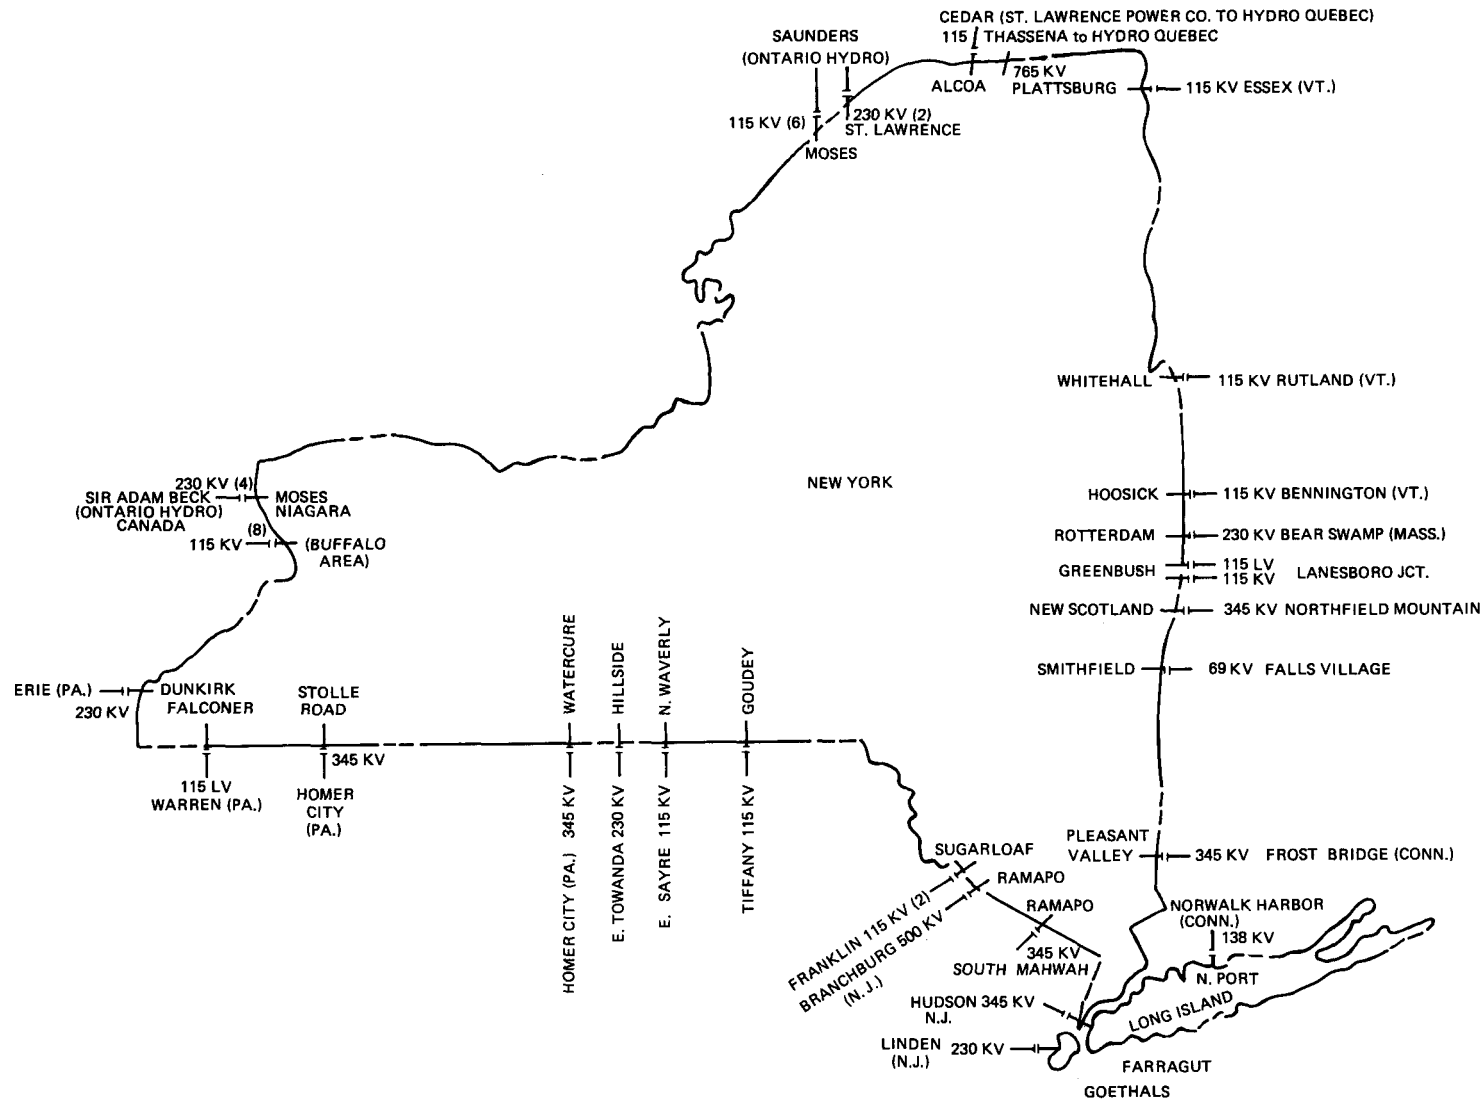 CEDAR (ST. LAWRENCE POWER CO. TO HYDRO QUEBEC)
115 THASSENA to HYDRO QUEBEC
SAUNDERS
(ONTARIO HYDRO)
765 KV
ALCOA
PLATTSBURG
115 KV ESSEX (VT.)
115 KV (6)
230 KV (2)
ST. LAWRENCE
MOSES
WHITEHALL
115 KV RUTLAND (VT.)
NEW YORK
230 KV (4)
SIR ADAM BECK
(ONTARIO HYDRO)
CANADA
MOSES
NIAGARA
(8)
115 KV
(BUFFALO
AREA)
HOOSICK
115 KV BENNINGTON (VT.)
ROTTERDAM
230 KV BEAR SWAMP (MASS.)
GREENBUSH
115 LV
115 KV
LANESBORO JCT.
NEW SCOTLAND
345 KV NORTHFIELD MOUNTAIN
SMITHFIELD
69 KV FALLS VILLAGE
ERIE (PA.)
230 KV
DUNKIRK
FALCONER
STOLLE
ROAD
WATERCURE
HILLSIDE
N. WAVERLY
GOUDEY
115 LV
WARREN (PA.)
345 KV
HOMER
CITY
(PA.)
HOMER CITY (PA.) 345 KV
E. TOWANDA 230 KV
E. SAYRE 115 KV
TIFFANY 115 KV
PLEASANT
VALLEY
345 KV FROST BRIDGE (CONN.)
SUGARLOAF
RAMAPO
RAMAPO
FRANKLIN 115 KV (2)
BRANCHBURG 500 KV
(N.J.)
345 KV
SOUTH MAHWAH
NORWALK HARBOR
(CONN.)
138 KV
N. PORT
LONG ISLAND
HUDSON 345 KV
N.J.
LINDEN
(N.J.)
230 KV
FARRAGUT
GOETHALS